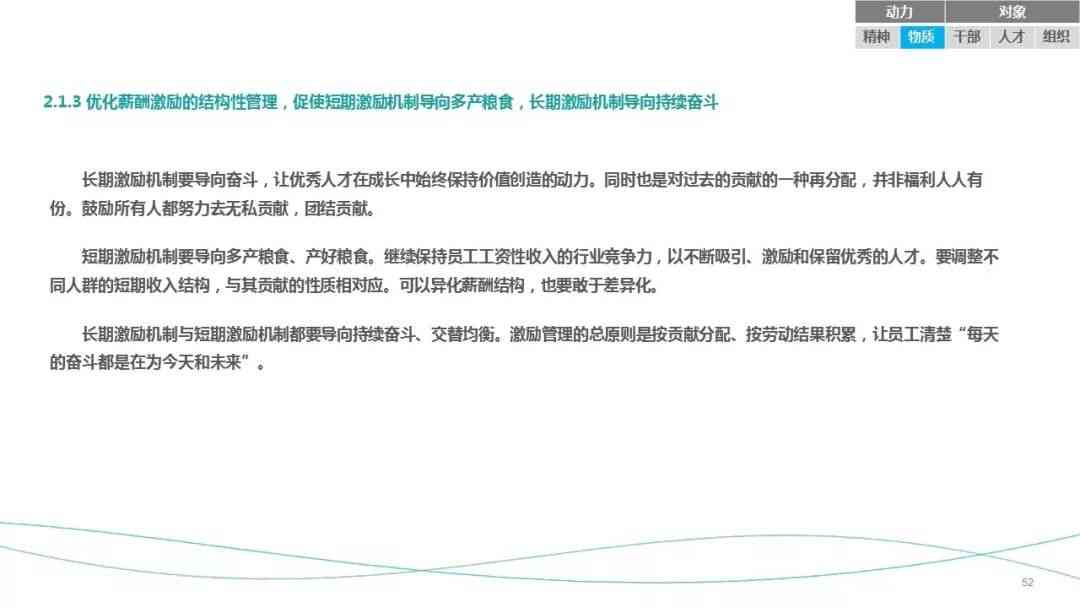 动力 对象
精神 物质 干部 人才 组织
2.1.3 优化薪酬激励的结构性管理，促使短期激励机制导向多产粮食，长期激励机制导向持续奋斗
长期激励机制要导向奋斗，让优秀人才在成长中始终保持价值创造的动力。同时也是对过去的贡献的一种再分配，并非福利人人有
份。鼓励所有人都努力去无私贡献，团结贡献。
短期激励机制要导向多产粮食、产好粮食。继续保持员工工资性收入的行业竞争力，以不断吸引、激励和保留优秀的人才。要调整不
同人群的短期收入结构，与其贡献的性质相对应。可以异化薪酬结构，也要敢于差异化。
长期激励机制与短期激励机制都要导向持续奋斗、交替均衡。激励管理的总原则是按贡献分配、按劳动结果积累，让员工清楚“每天
的奋斗都是在为今天和未来”。
52